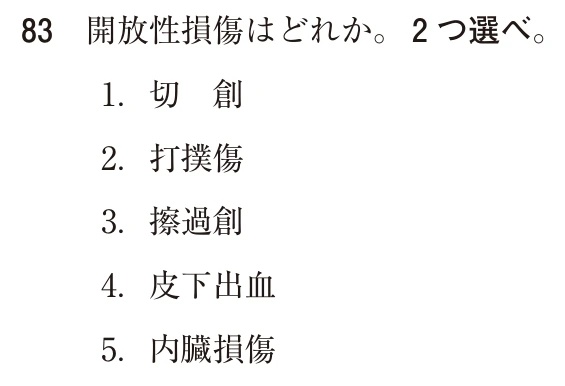 83　開放性損傷はどれか。2 つ選べ。
1. 切　創
2. 打撲傷
3. 擦過創
4. 皮下出血
5. 内臓損傷